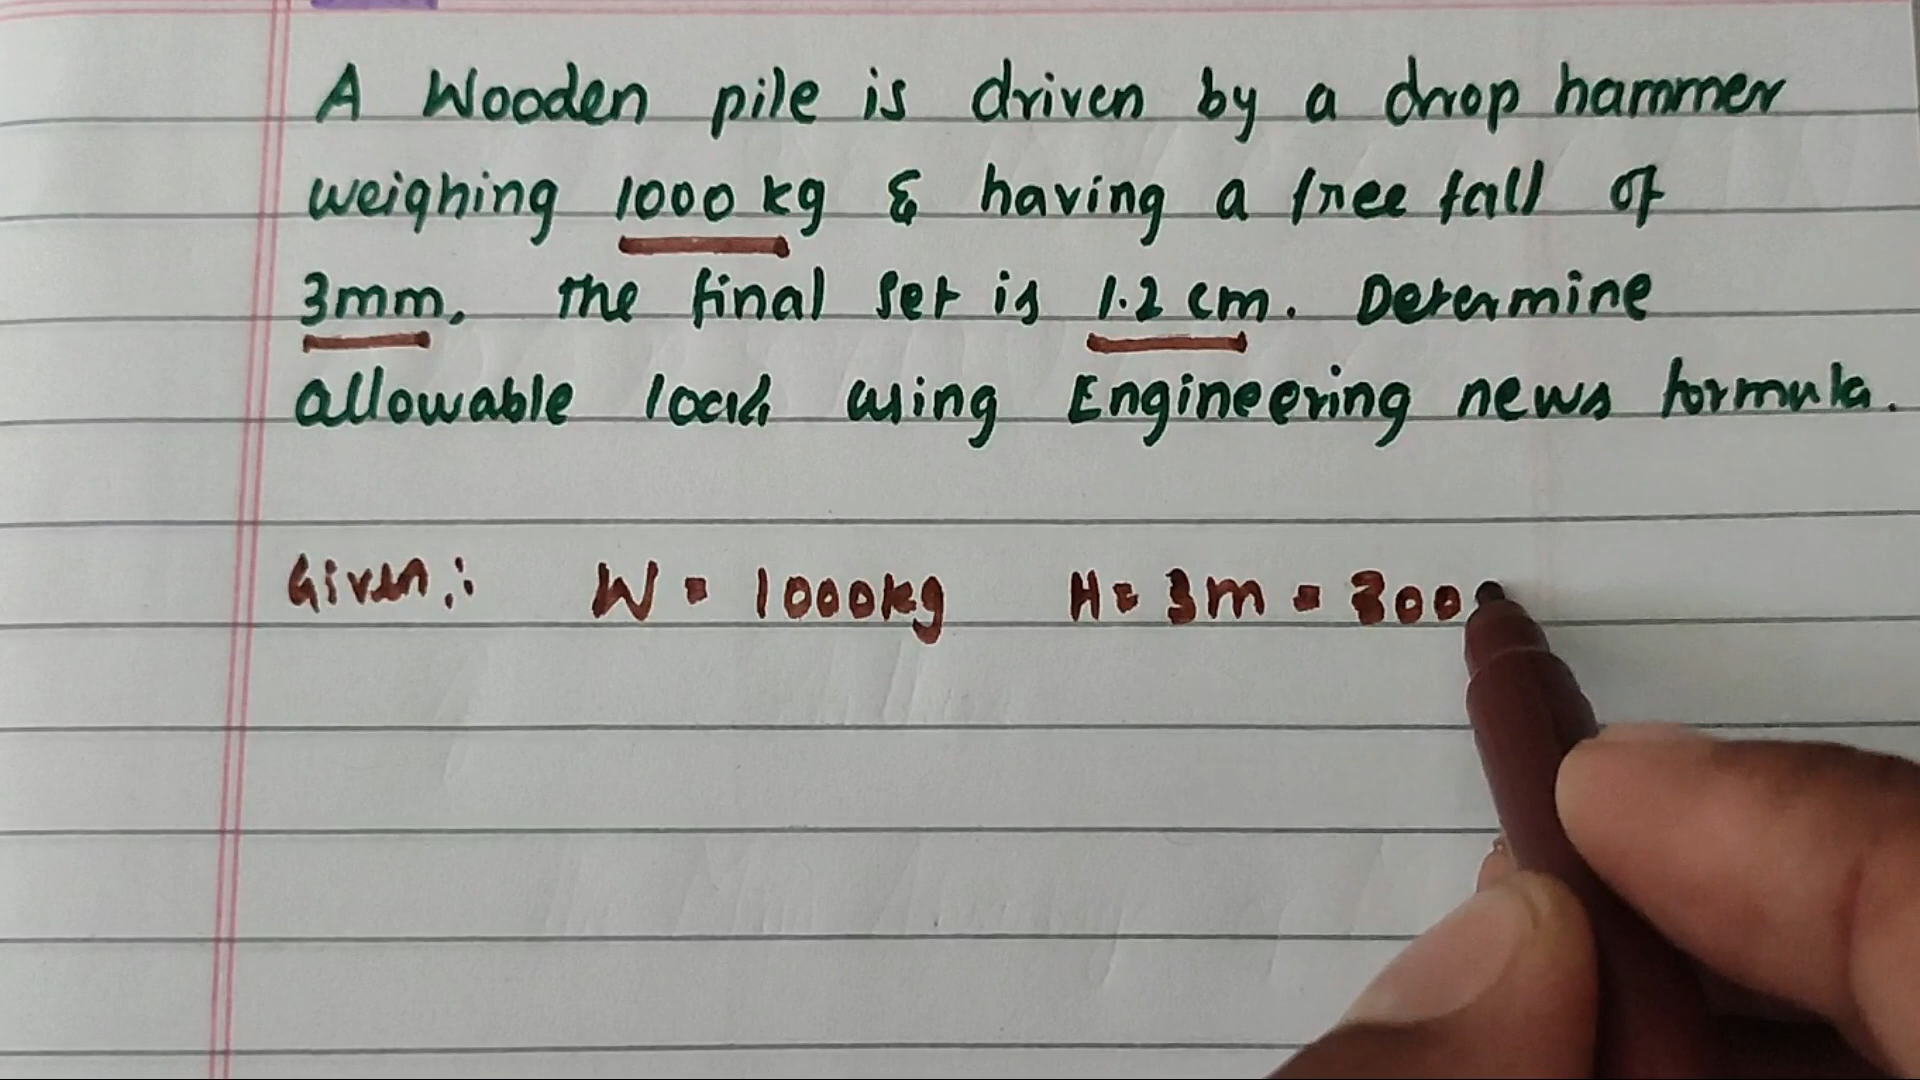 A Wooden pile is driven by a drop hammer
weighing 1000 kg & having a free fall of
3mm, the final set is 1.2 cm. Determine
allowable load using Engineering news formula.
Given: W = 1000kg H = 3m = 300